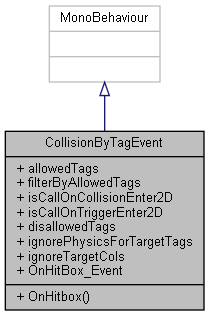 MonoBehaviour
CollisionByTagEvent
+ allowedTags
+ filterByAllowedTags
+ isCallOnCollisionEnter2D
+ isCallOnTriggerEnter2D
+ disallowedTags
+ ignorePhysicsForTargetTags
+ ignoreTargetCols
+ OnHitBox_Event
+ OnHitbox()